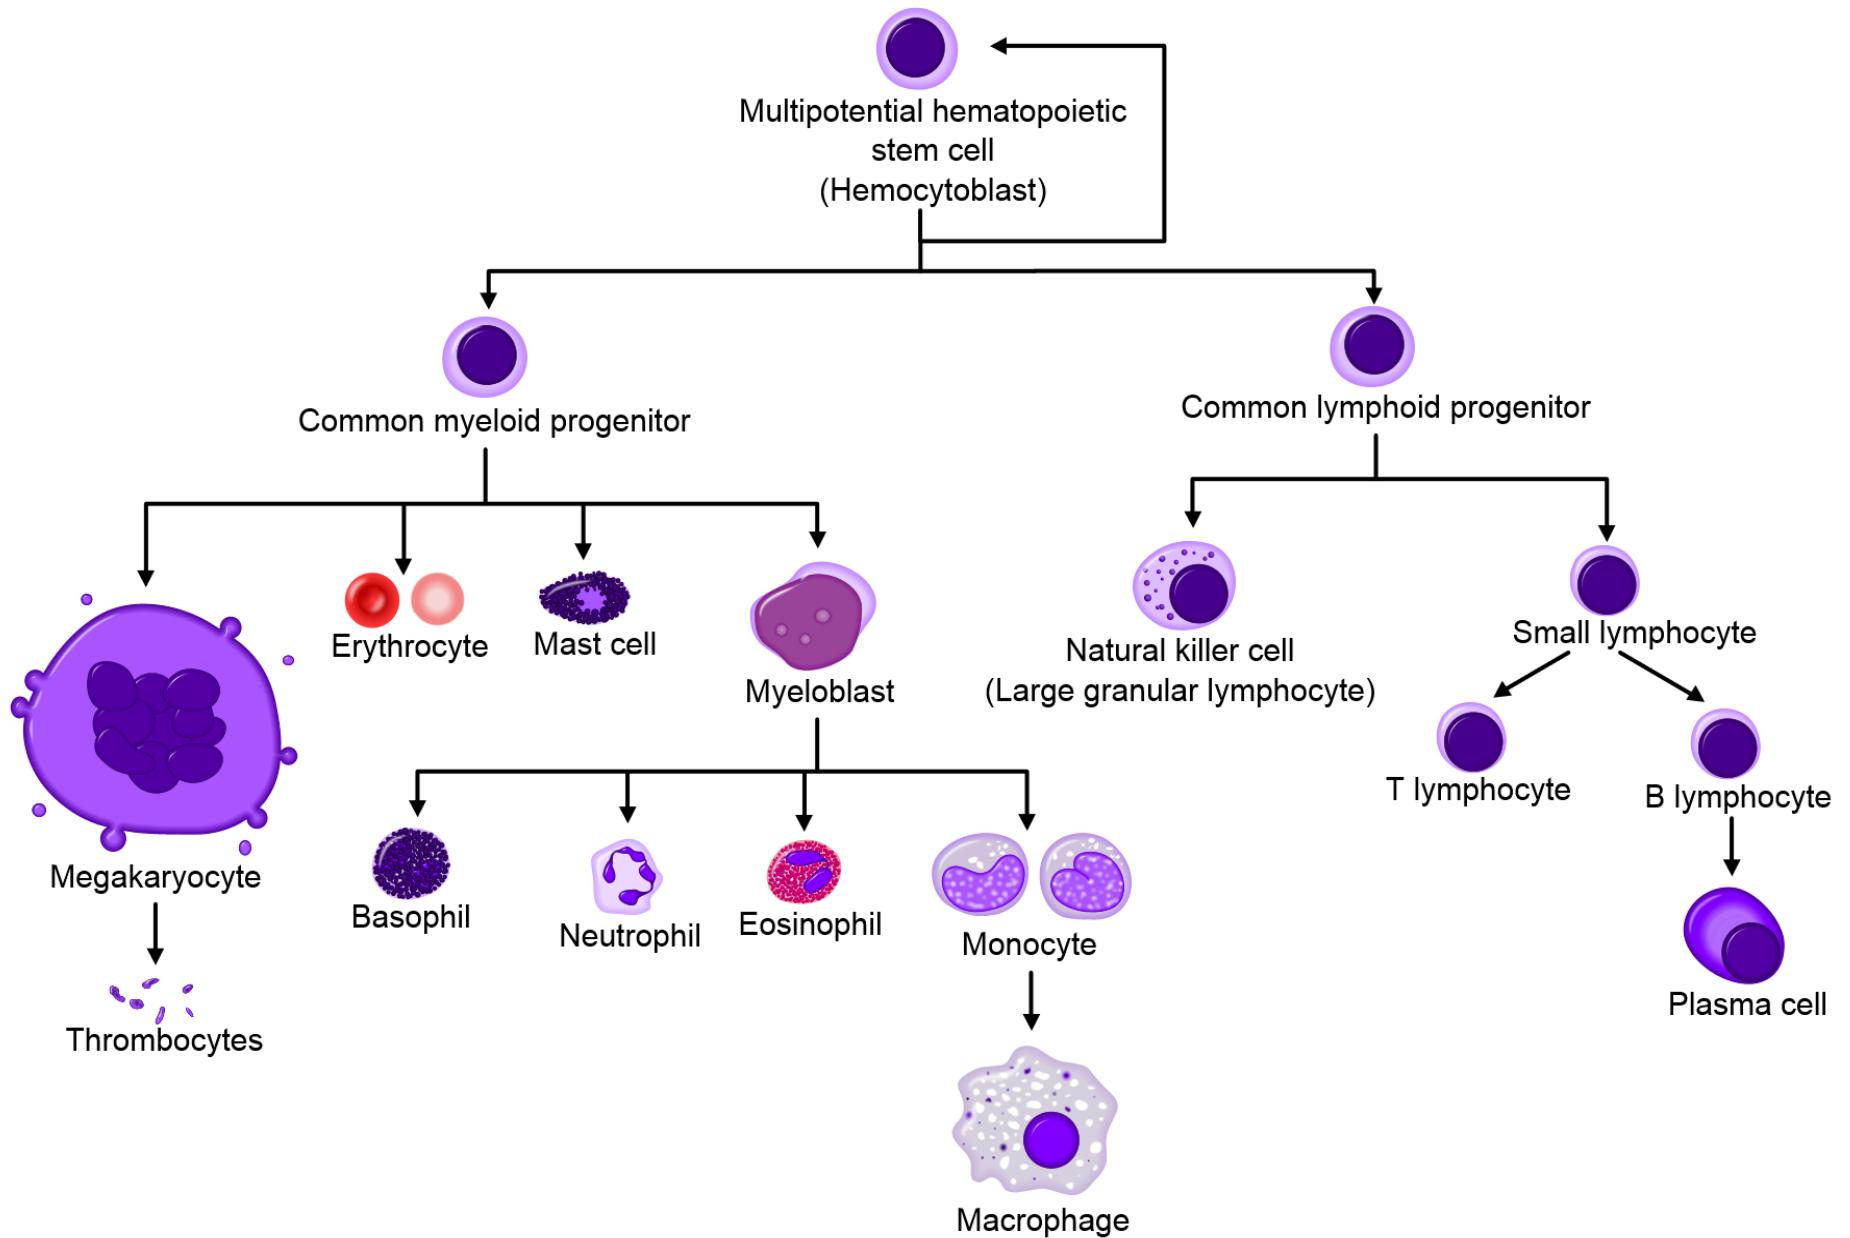 Multipotential hematopoietic
stem cell
(Hemocytoblast)
Common myeloid progenitor
Common lymphoid progenitor
Erythrocyte
Mast cell
Myeloblast
Natural killer cell
(Large granular lymphocyte)
Small lymphocyte
T lymphocyte
B lymphocyte
Megakaryocyte
Basophil
Neutrophil
Eosinophil
Monocyte
Plasma cell
Thrombocytes
Macrophage